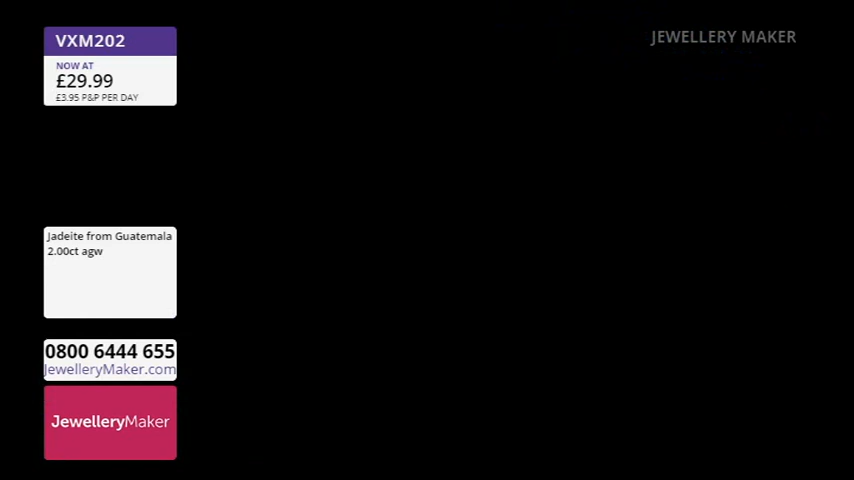 VXM202
NOW AT
£29.99
£3.95 P&P PER DAY
JEWELLERY MAKER
Jadeite from Guatemala
2.00ct agw
0800 6444 655
JewelleryMaker.com
JewelleryMaker